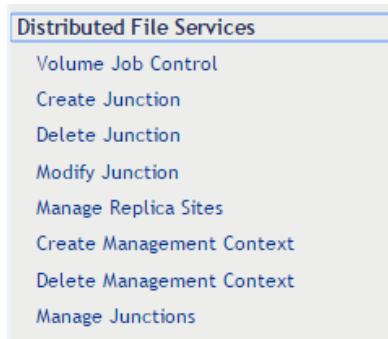 Distributed File Services
Volume Job Control
Create Junction
Delete Junction
Modify Junction
Manage Replica Sites
Create Management Context
Delete Management Context
Manage Junctions